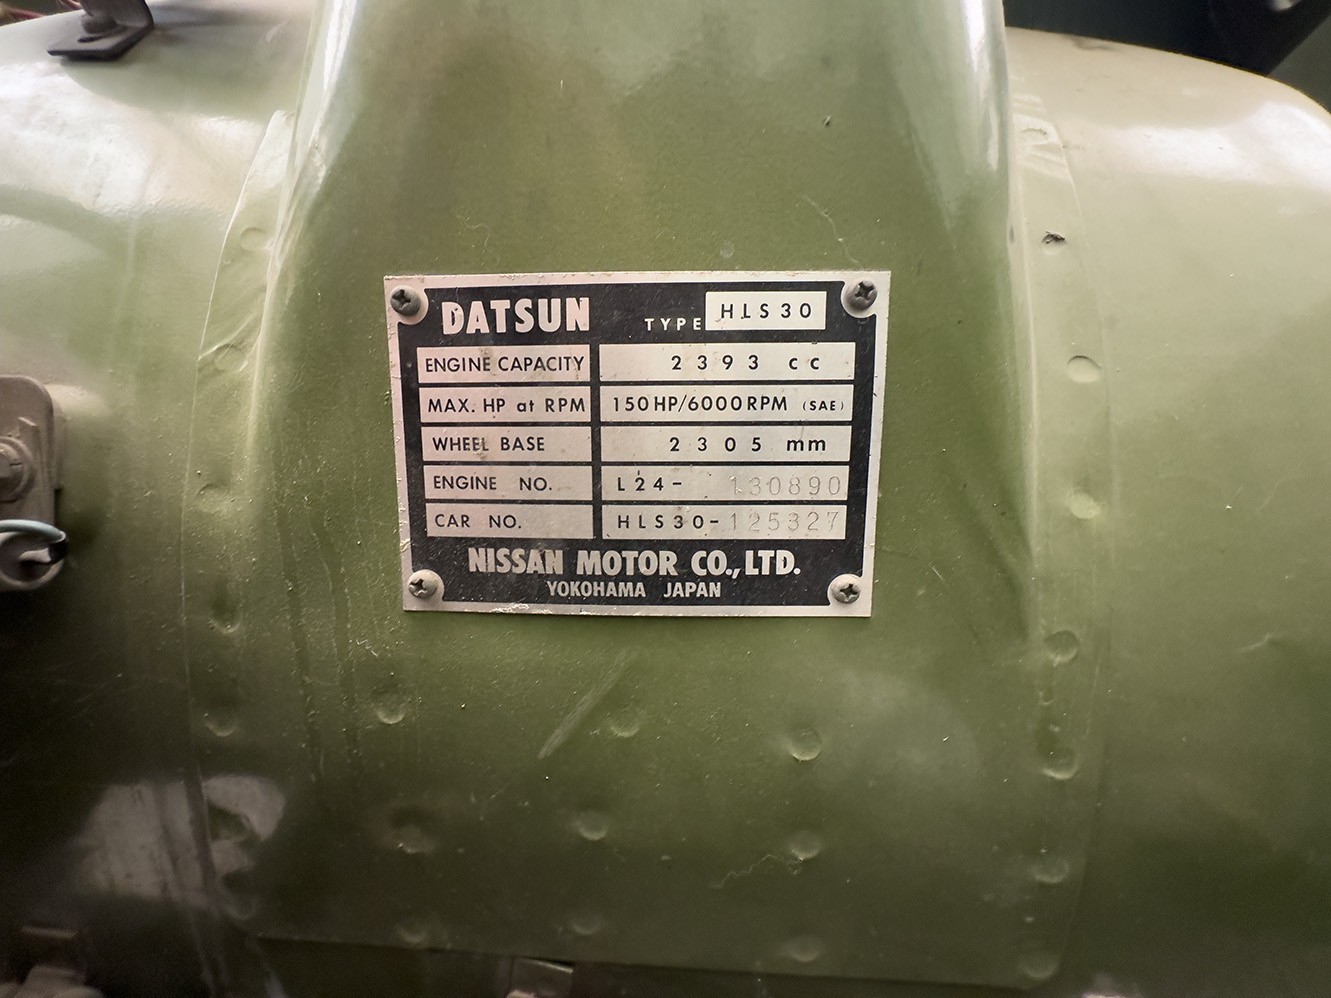 DATSUN TYPE HLS30
ENGINE CAPACITY 2393 cc
MAX. HP at RPM 150HP/6000RPM (SAE)
WHEEL BASE 2305 mm
ENGINE NO. L24- 130890
CAR NO. HLS30-125327
NISSAN MOTOR CO.,LTD.
YOKOHAMA JAPAN